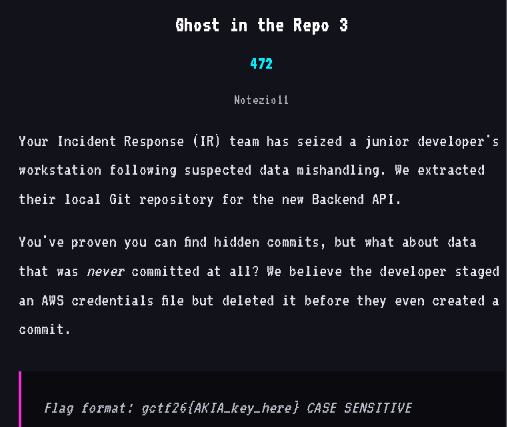 Ghost in the Repo 3
472
Notezio11
Your Incident Response (IR) team has seized a junior developer's
workstation following suspected data mishandling. We extracted
their local Git repository for the new Backend API.
You've proven you can find hidden commits, but what about data
that was never committed at all? We believe the developer staged
an AWS credentials file but deleted it before they even created a
commit.
Flag format: gctf26{AKIA_key_here} CASE SENSITIVE